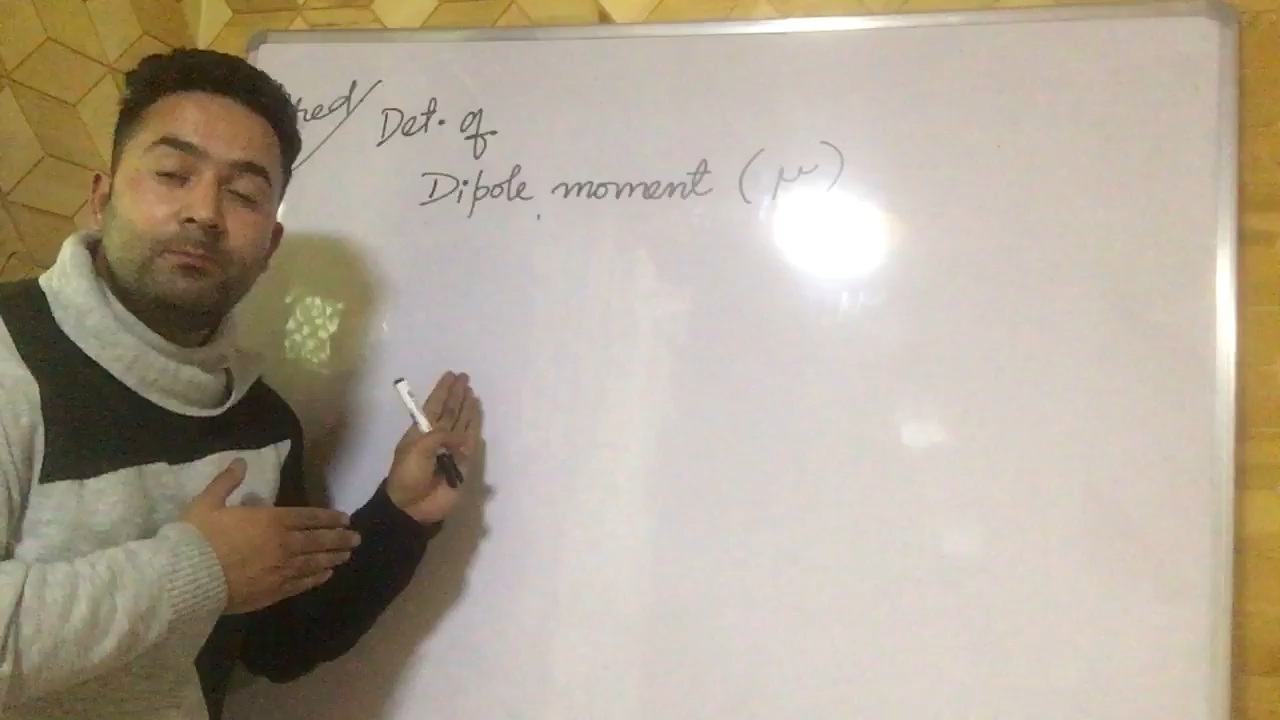 Det. of
Dipole moment (μ)